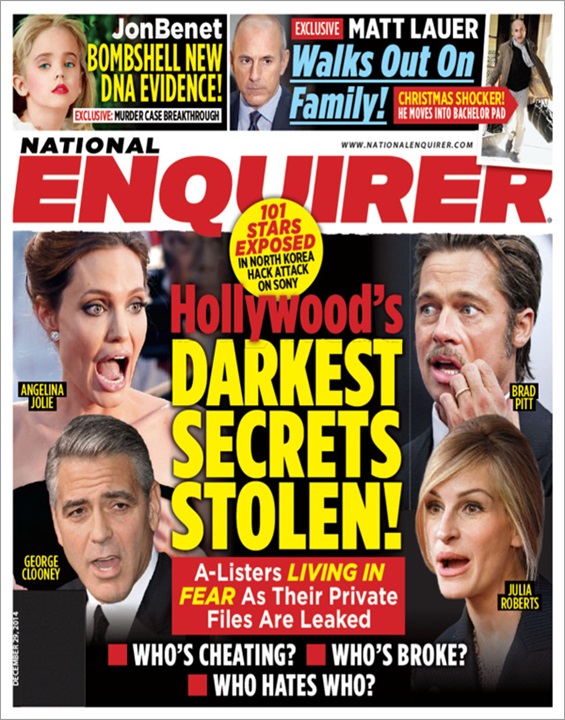 JonBenet
BOMBSHELL NEW
DNA EVIDENCE!
EXCLUSIVE: MURDER CASE BREAKTHROUGH
EXCLUSIVE MATT LAUER
Walks Out On
Family!
CHRISTMAS SHOCKER!
HE MOVES INTO BACHELOR PAD
NATIONAL
WWW.NATIONALENQUIRER.COM
ENQUIRER
101
STARS
EXPOSED
IN NORTH KOREA
HACK ATTACK
ON SONY
Hollywood's
DARKEST
SECRETS
STOLEN!
ANGELINA
JOLIE
BRAD
PITT
GEORGE
CLOONEY
JULIA
ROBERTS
A-Listers LIVING IN
FEAR As Their Private
Files Are Leaked
WHO'S CHEATING? WHO'S BROKE?
WHO HATES WHO?
DECEMBER 29, 2014